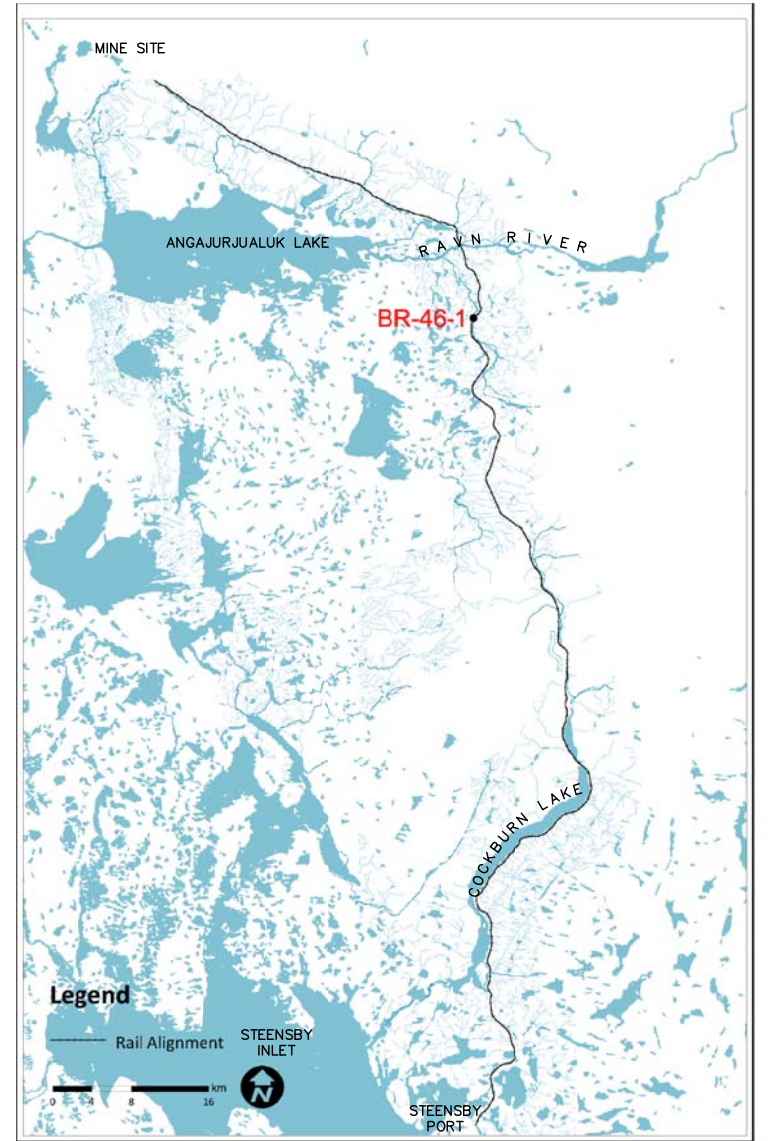 MINE SITE
ANGAJURJUALUK LAKE
RAVN RIVER
BR-46-1
COCKBURN LAKE
Legend
Rail Alignment
STEENSBY
INLET
km
0 4 8 16
N
STEENSBY
PORT